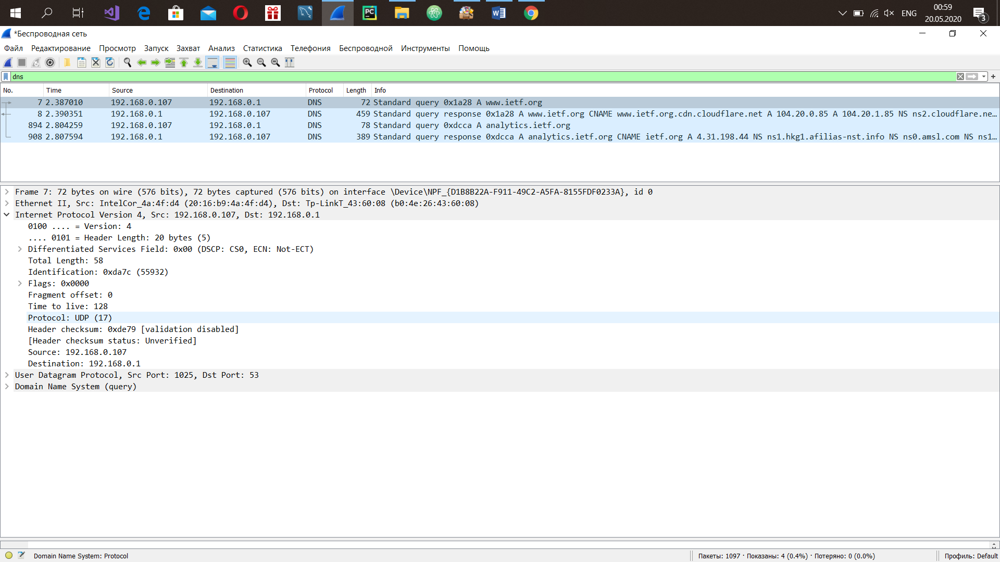 PC
ENG
00:59
20.05.2020
3
*Беспроводная сеть
Файл Редактирование Просмотр Запуск Захват Анализ Статистика Телефония Беспроводной Инструменты Помощь
dns
No. Time Source Destination Protocol Length Info
7 2.387010 192.168.0.107 192.168.0.1 DNS 72 Standard query 0x1a28 A www.ietf.org
8 2.390351 192.168.0.1 192.168.0.107 DNS 459 Standard query response 0x1a28 A www.ietf.org CNAME www.ietf.org.cdn.cloudflare.net A 104.20.0.85 A 104.20.1.85 NS ns2.cloudflare.ne…
894 2.804259 192.168.0.107 192.168.0.1 DNS 78 Standard query 0xdcca A analytics.ietf.org
908 2.807594 192.168.0.1 192.168.0.107 DNS 389 Standard query response 0xdcca A analytics.ietf.org CNAME ietf.org A 4.31.198.44 NS ns1.hkg1.afilias-nst.info NS ns0.amsl.com NS ns1…
Frame 7: 72 bytes on wire (576 bits), 72 bytes captured (576 bits) on interface \Device\NPF_{D1B8B22A-F911-49C2-A5FA-8155FDF0233A}, id 0
Ethernet II, Src: IntelCor_4a:4f:d4 (20:16:b9:4a:4f:d4), Dst: Tp-LinkT_43:60:08 (b0:4e:26:43:60:08)
Internet Protocol Version 4, Src: 192.168.0.107, Dst: 192.168.0.1
0100 .... = Version: 4
.... 0101 = Header Length: 20 bytes (5)
Differentiated Services Field: 0x00 (DSCP: CS0, ECN: Not-ECT)
Total Length: 58
Identification: 0xda7c (55932)
Flags: 0x0000
Fragment offset: 0
Time to live: 128
Protocol: UDP (17)
Header checksum: 0xde79 [validation disabled]
[Header checksum status: Unverified]
Source: 192.168.0.107
Destination: 192.168.0.1
User Datagram Protocol, Src Port: 1025, Dst Port: 53
Domain Name System (query)
Domain Name System: Protocol
Пакеты: 1097 · Показаны: 4 (0.4%) · Потеряно: 0 (0.0%)
Профиль: Default